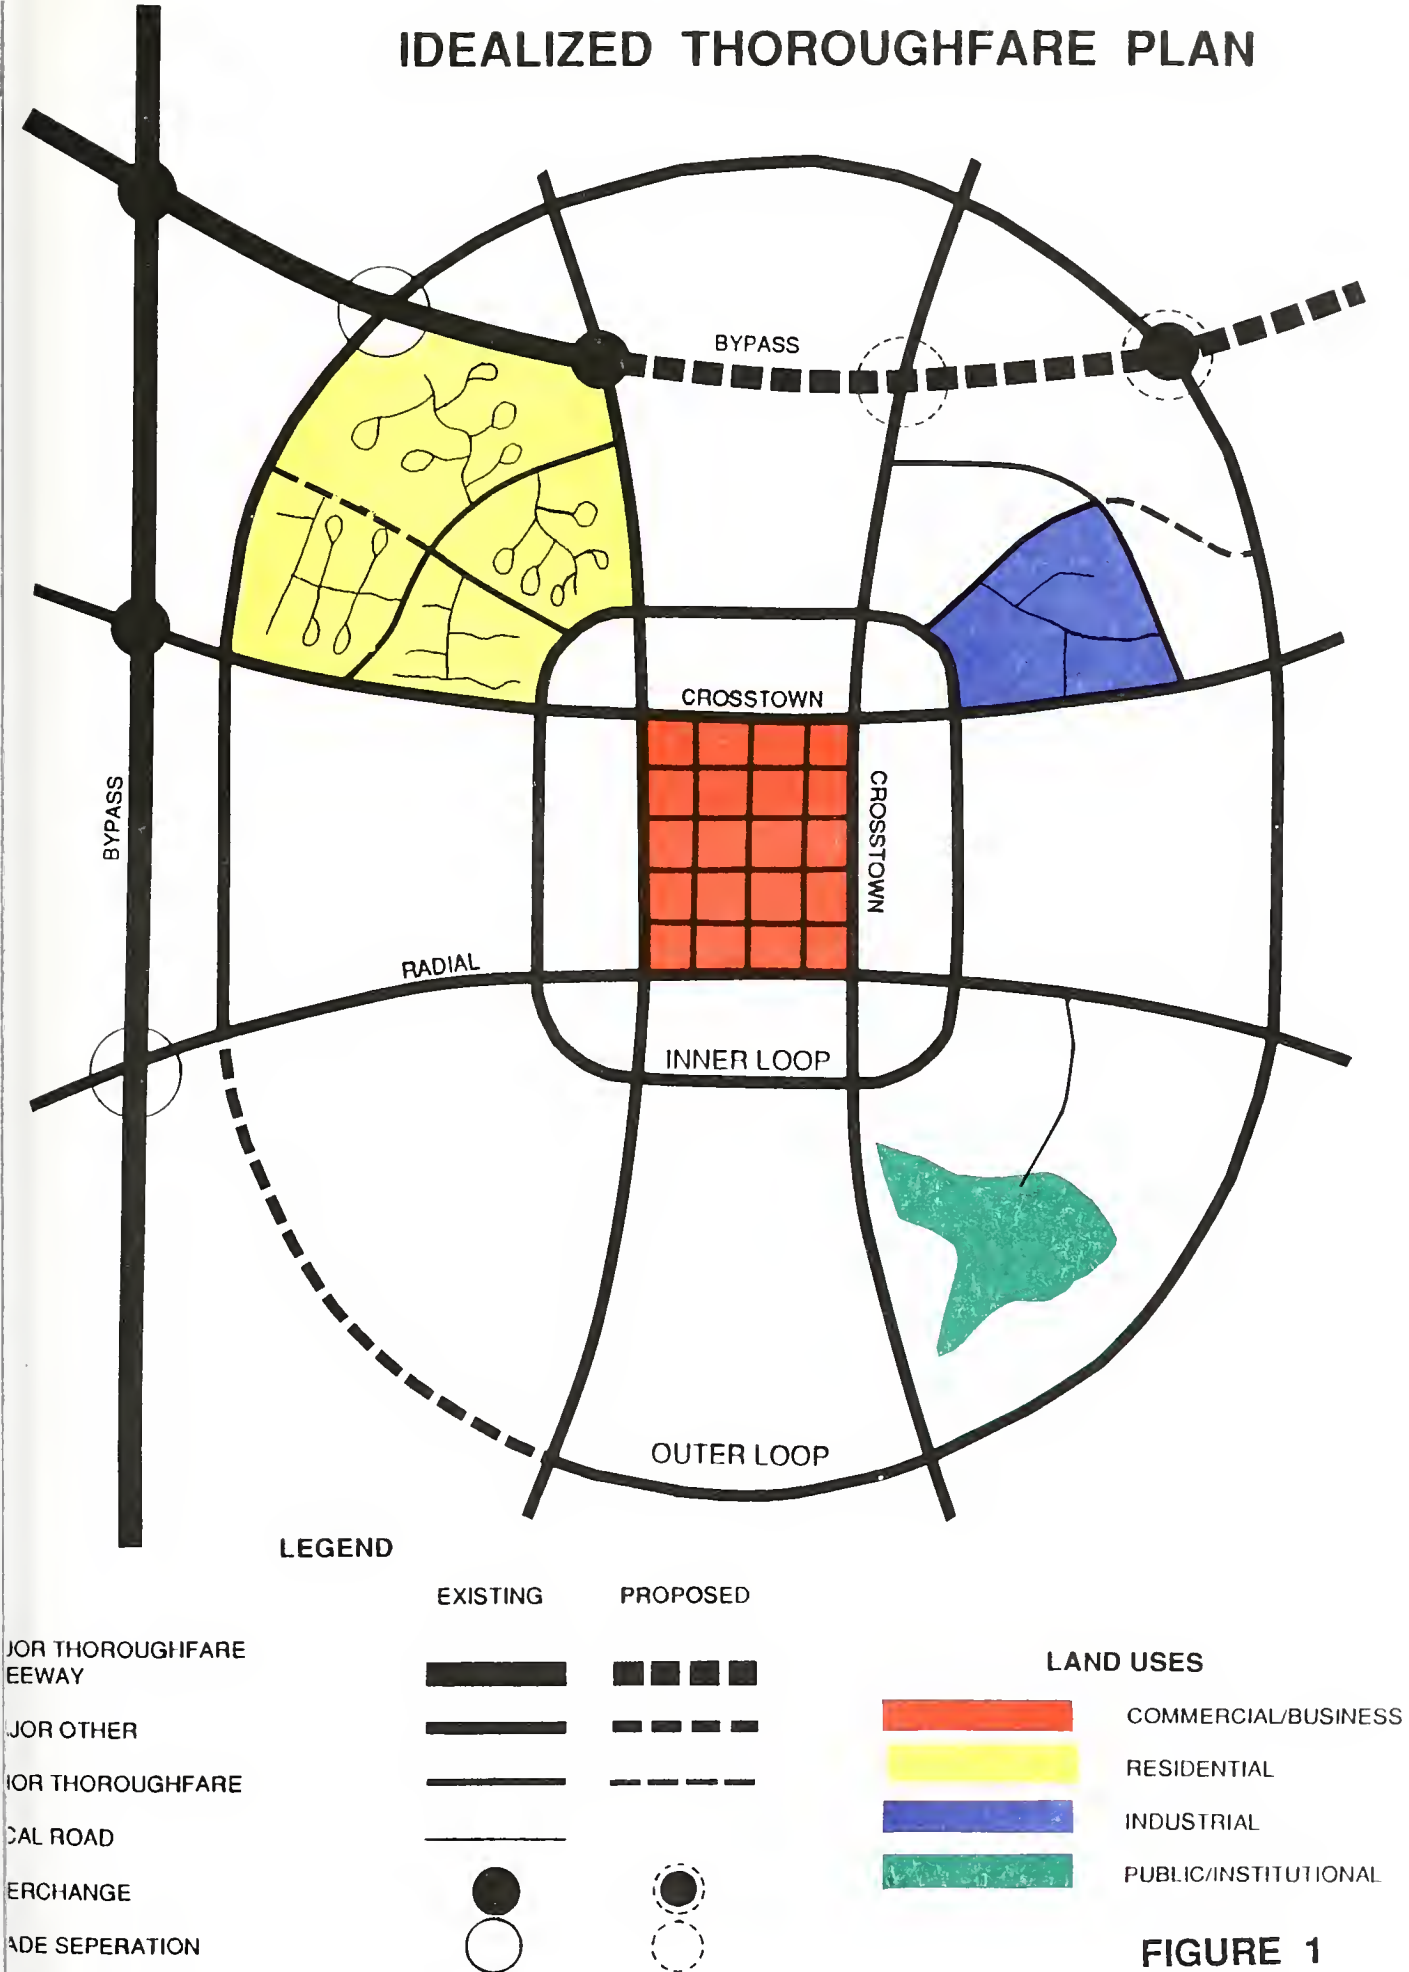 IDEALIZED THOROUGHFARE PLAN
BYPASS
CROSSTOWN
CROSSTOWN
BYPASS
RADIAL
INNER LOOP
OUTER LOOP
LEGEND
EXISTING PROPOSED
JOR THOROUGHFARE
EEWAY
JOR OTHER
IOR THOROUGHFARE
CAL ROAD
ERCHANGE
ADE SEPERATION
LAND USES
COMMERCIAL/BUSINESS
RESIDENTIAL
INDUSTRIAL
PUBLIC/INSTITUTIONAL
FIGURE 1